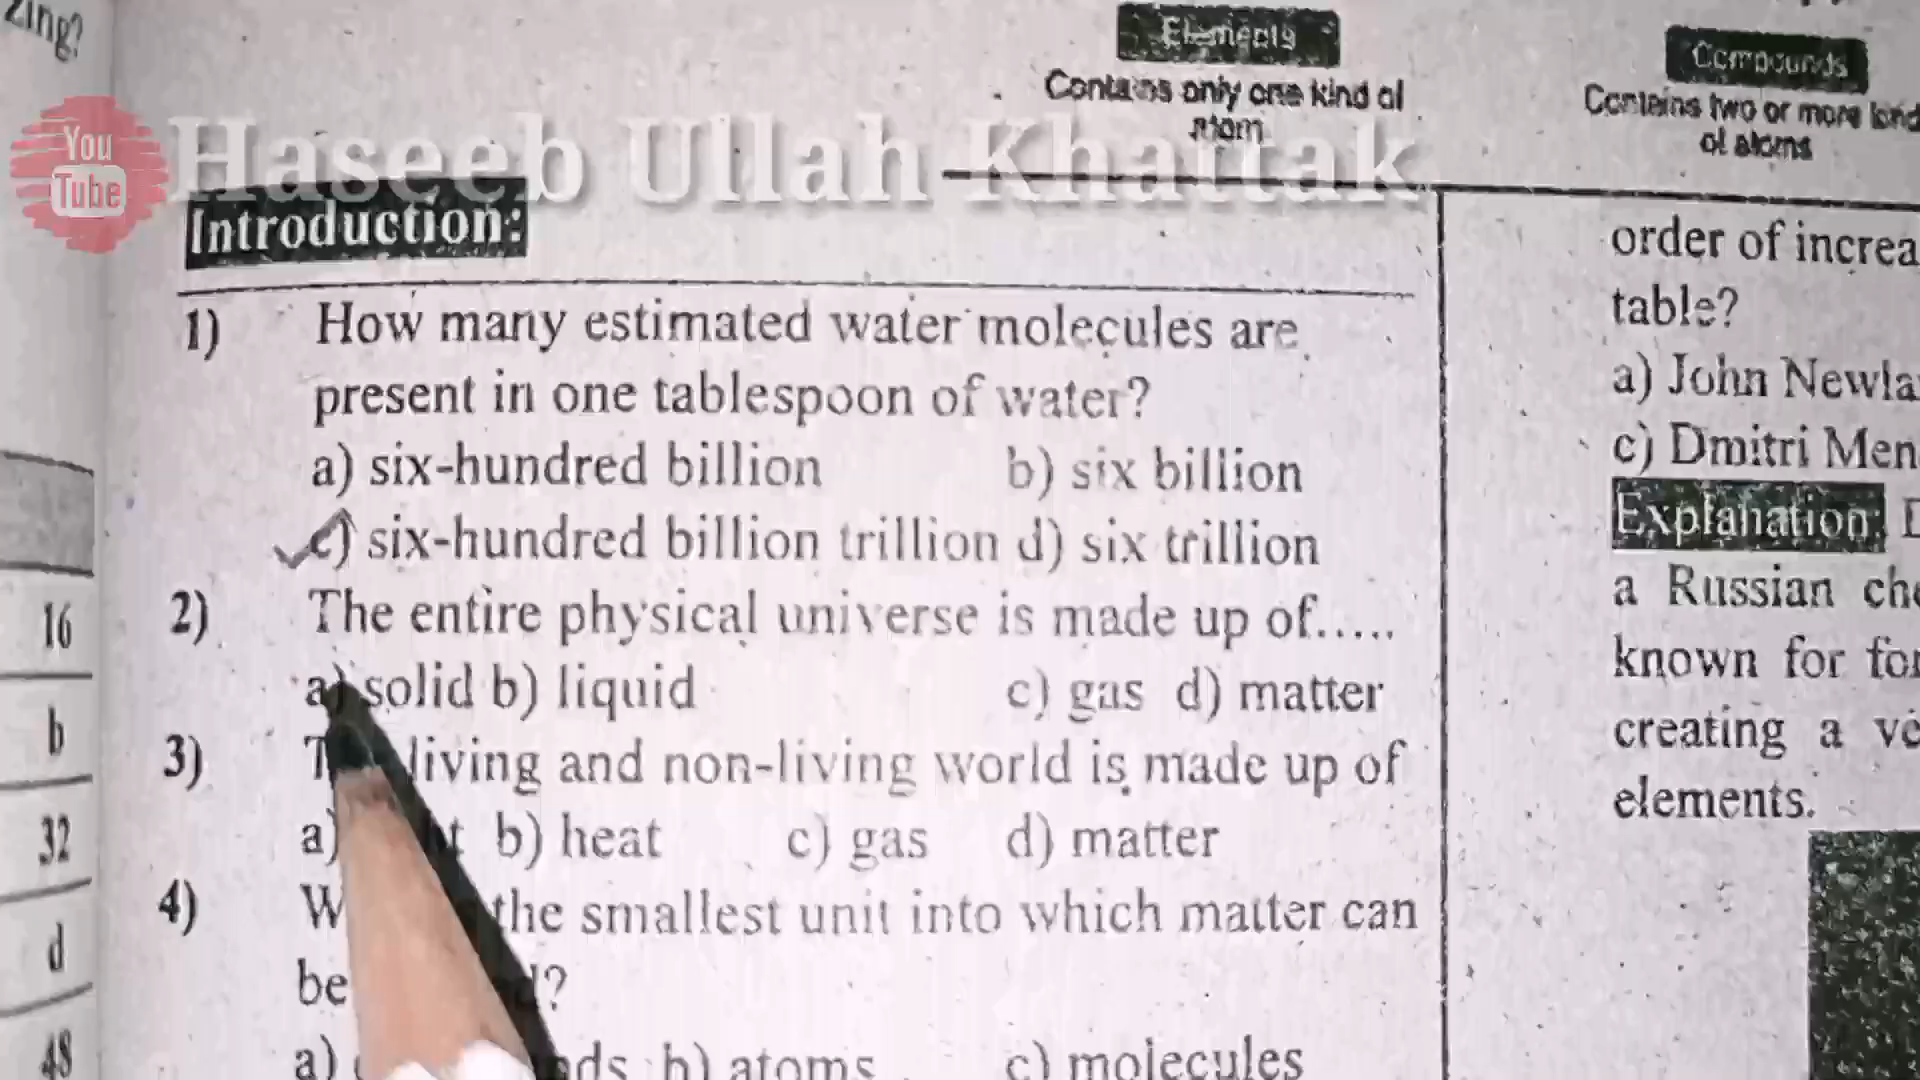 zing?
Elements
Contains only one kind of
atom
Compounds
Contains two or more kind
of atoms
You
Tube
Haseeb Ullah Khattak
Introduction:
1) How many estimated water molecules are
present in one tablespoon of water?
a) six-hundred billion b) six billion
c) six-hundred billion trillion d) six trillion
2) The entire physical universe is made up of.....
a) solid b) liquid c) gas d) matter
3) living and non-living world is made up of
a) b) heat c) gas d) matter
4) the smallest unit into which matter can
be ?
a) b) atoms c) molecules
16
b
32
d
48
order of increa
table?
a) John Newla
c) Dmitri Men
Explanation: D
a Russian che
known for for
creating a ve
elements.